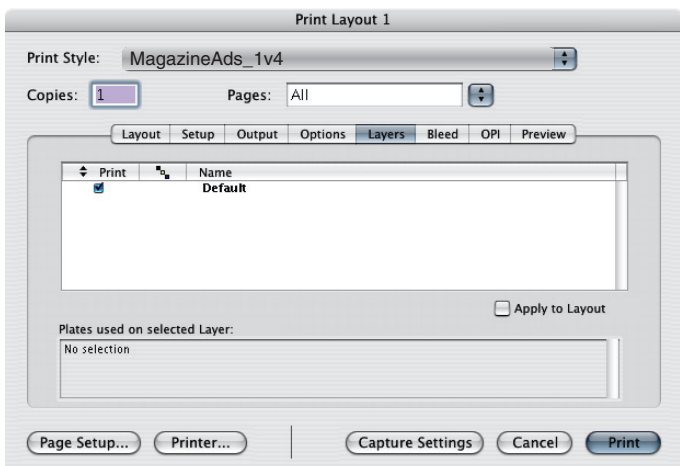 Print Layout 1
Print Style: MagazineAds_1v4
Copies: 1 Pages: All
Layout Setup Output Options Layers Bleed OPI Preview
Print Name
Default
Apply to Layout
Plates used on selected Layer:
No selection
Page Setup... Printer... Capture Settings Cancel Print